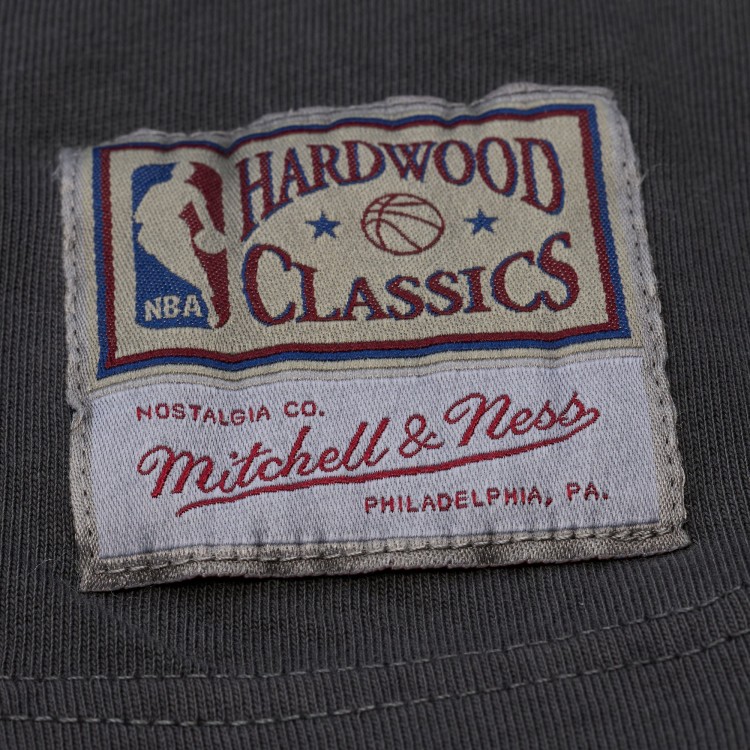 HARDWOOD
CLASSICS
NBA
NOSTALGIA CO.
Mitchell & Ness
PHILADELPHIA, PA.